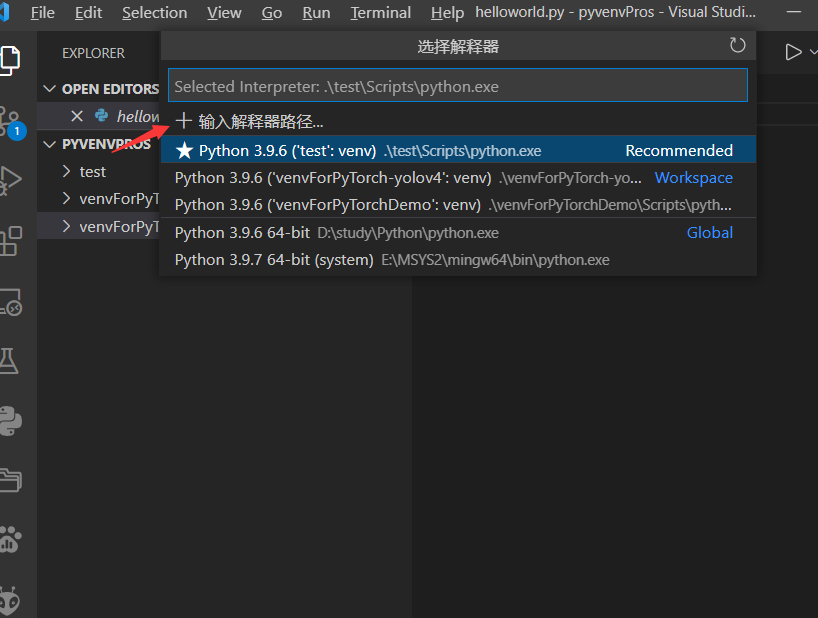 File Edit Selection View Go Run Terminal Help helloworld.py - pyvenvPros - Visual Studi...
EXPLORER
选择解释器
OPEN EDITORS
Selected Interpreter: .\test\Scripts\python.exe
hellow
1
输入解释器路径...
PYVENVPROS
Python 3.9.6 ('test': venv) .\test\Scripts\python.exe Recommended
test
Python 3.9.6 ('venvForPyTorch-yolov4': venv) .\venvForPyTorch-yo... Workspace
venvForPyT
Python 3.9.6 ('venvForPyTorchDemo': venv) .\venvForPyTorchDemo\Scripts\pyth...
venvForPyT
Python 3.9.6 64-bit D:\study\Python\python.exe Global
Python 3.9.7 64-bit (system) E:\MSYS2\mingw64\bin\python.exe